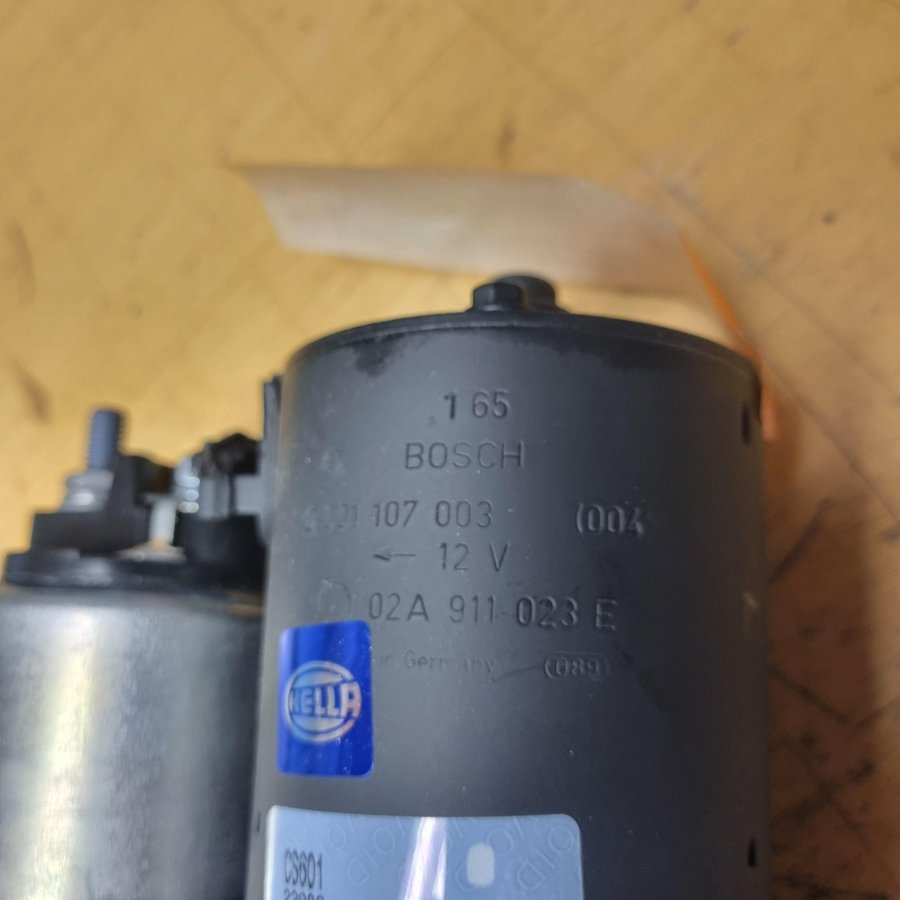 1 65
BOSCH
107 003 (004
12 V
02A 911-023 E
Germany (089)
HELLA
CS601